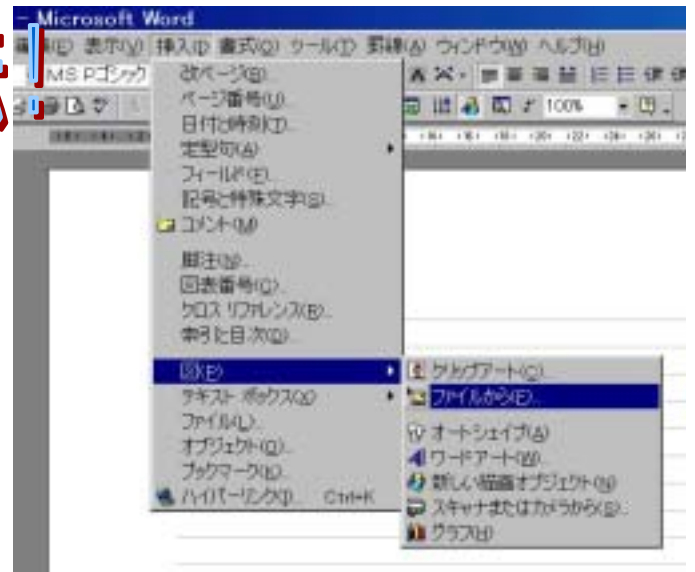 - Microsoft Word
編集(E) 表示(V) 挿入(I) 書式(O) ツール(T) 罫線(A) ウィンドウ(W) ヘルプ(H)
MS Pゴシック
100%
改ページ(B)...
ページ番号(U)...
日付と時刻(T)...
定型句(A)
フィールド(F)...
記号と特殊文字(S)...
コメント(M)
脚注(N)...
図表番号(C)...
クロス リファレンス(R)...
索引と目次(D)...
図(P)
テキスト ボックス(X)
ファイル(L)...
オブジェクト(O)...
ブックマーク(K)...
ハイパーリンク(I)... Ctrl+K
クリップアート(C)...
ファイルから(F)...
オートシェイプ(A)
ワードアート(W)...
新しい描画オブジェクト(N)
スキャナまたはカメラから(S)...
グラフ(H)